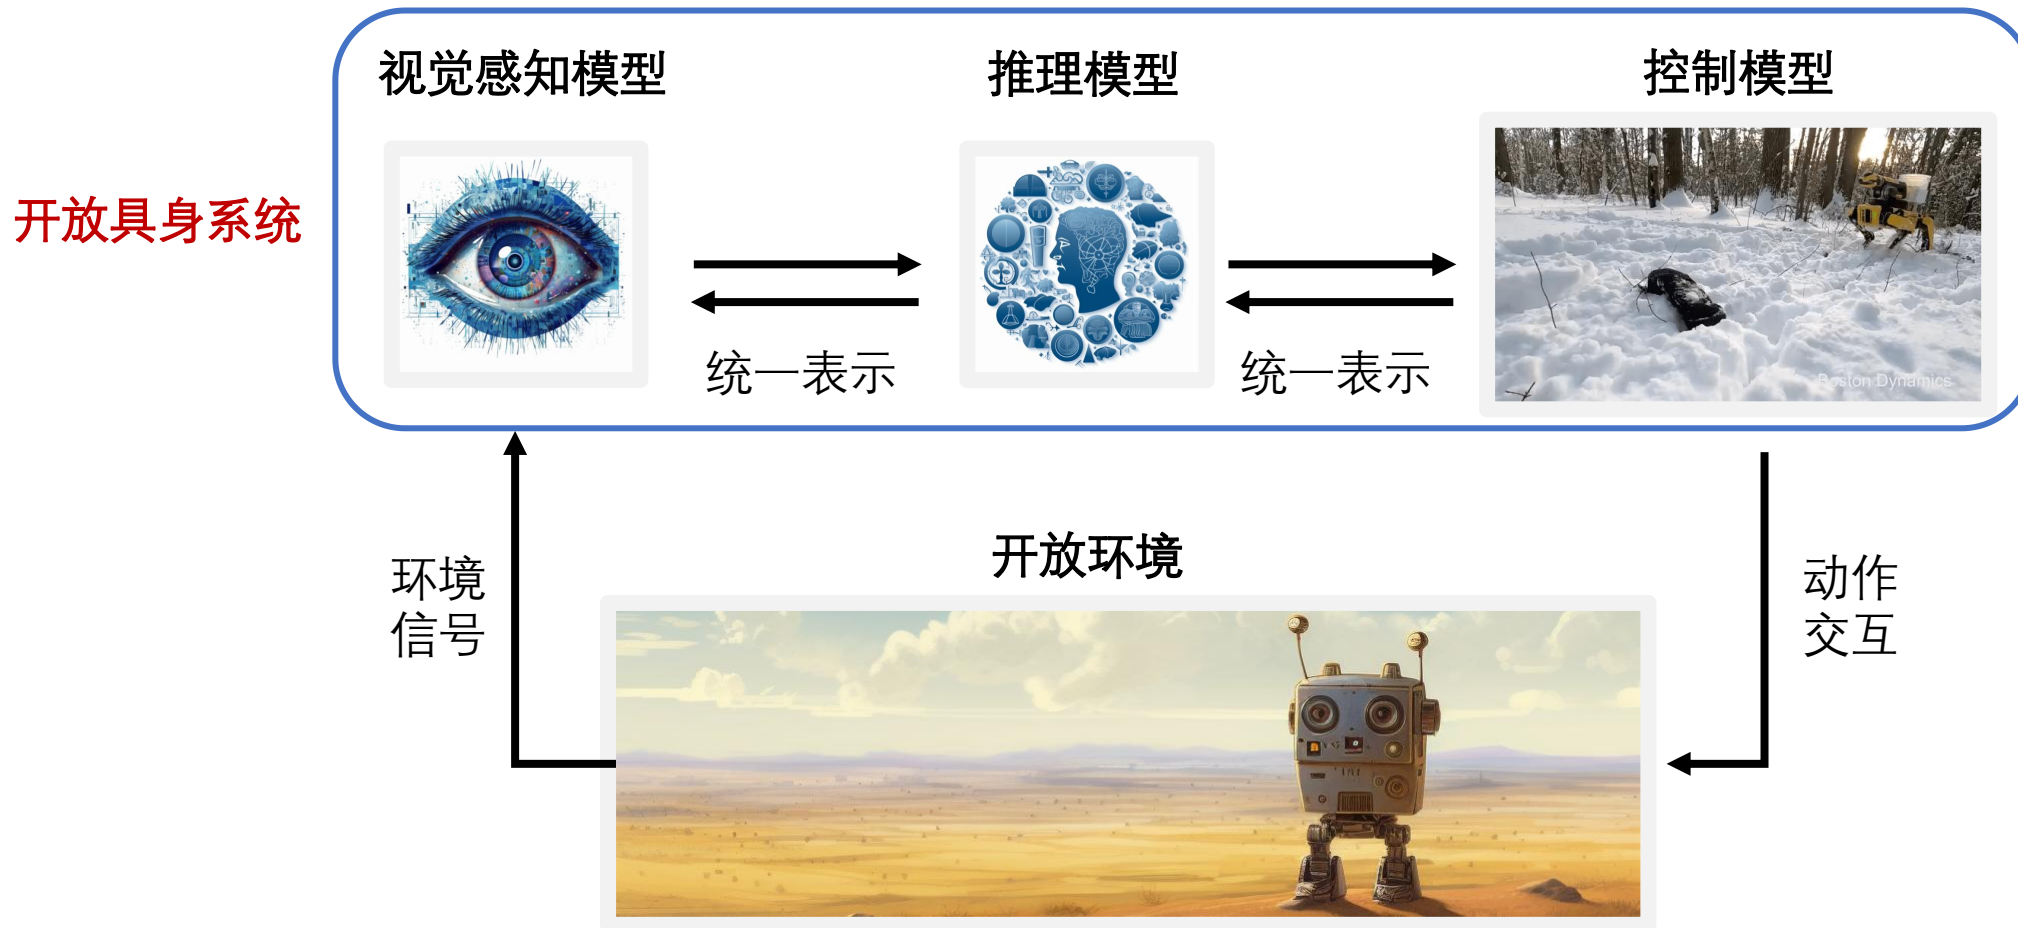 视觉感知模型
推理模型
控制模型
开放具身系统
统一表示
统一表示
Boston Dynamics
开放环境
环境
信号
动作
交互